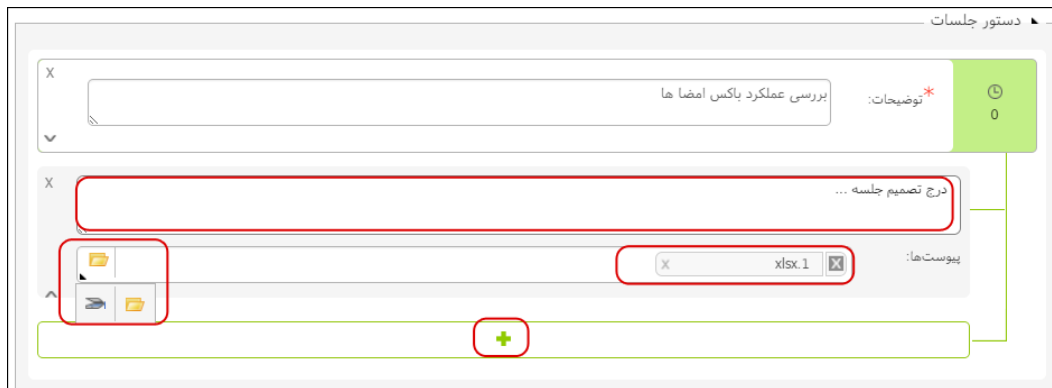 دستور جلسات
X
توضیحات:*
بررسی عملکرد باکس امضا ها
0
X
درج تصمیم جلسه ...
پیوست‌ها:
xlsx.1
X